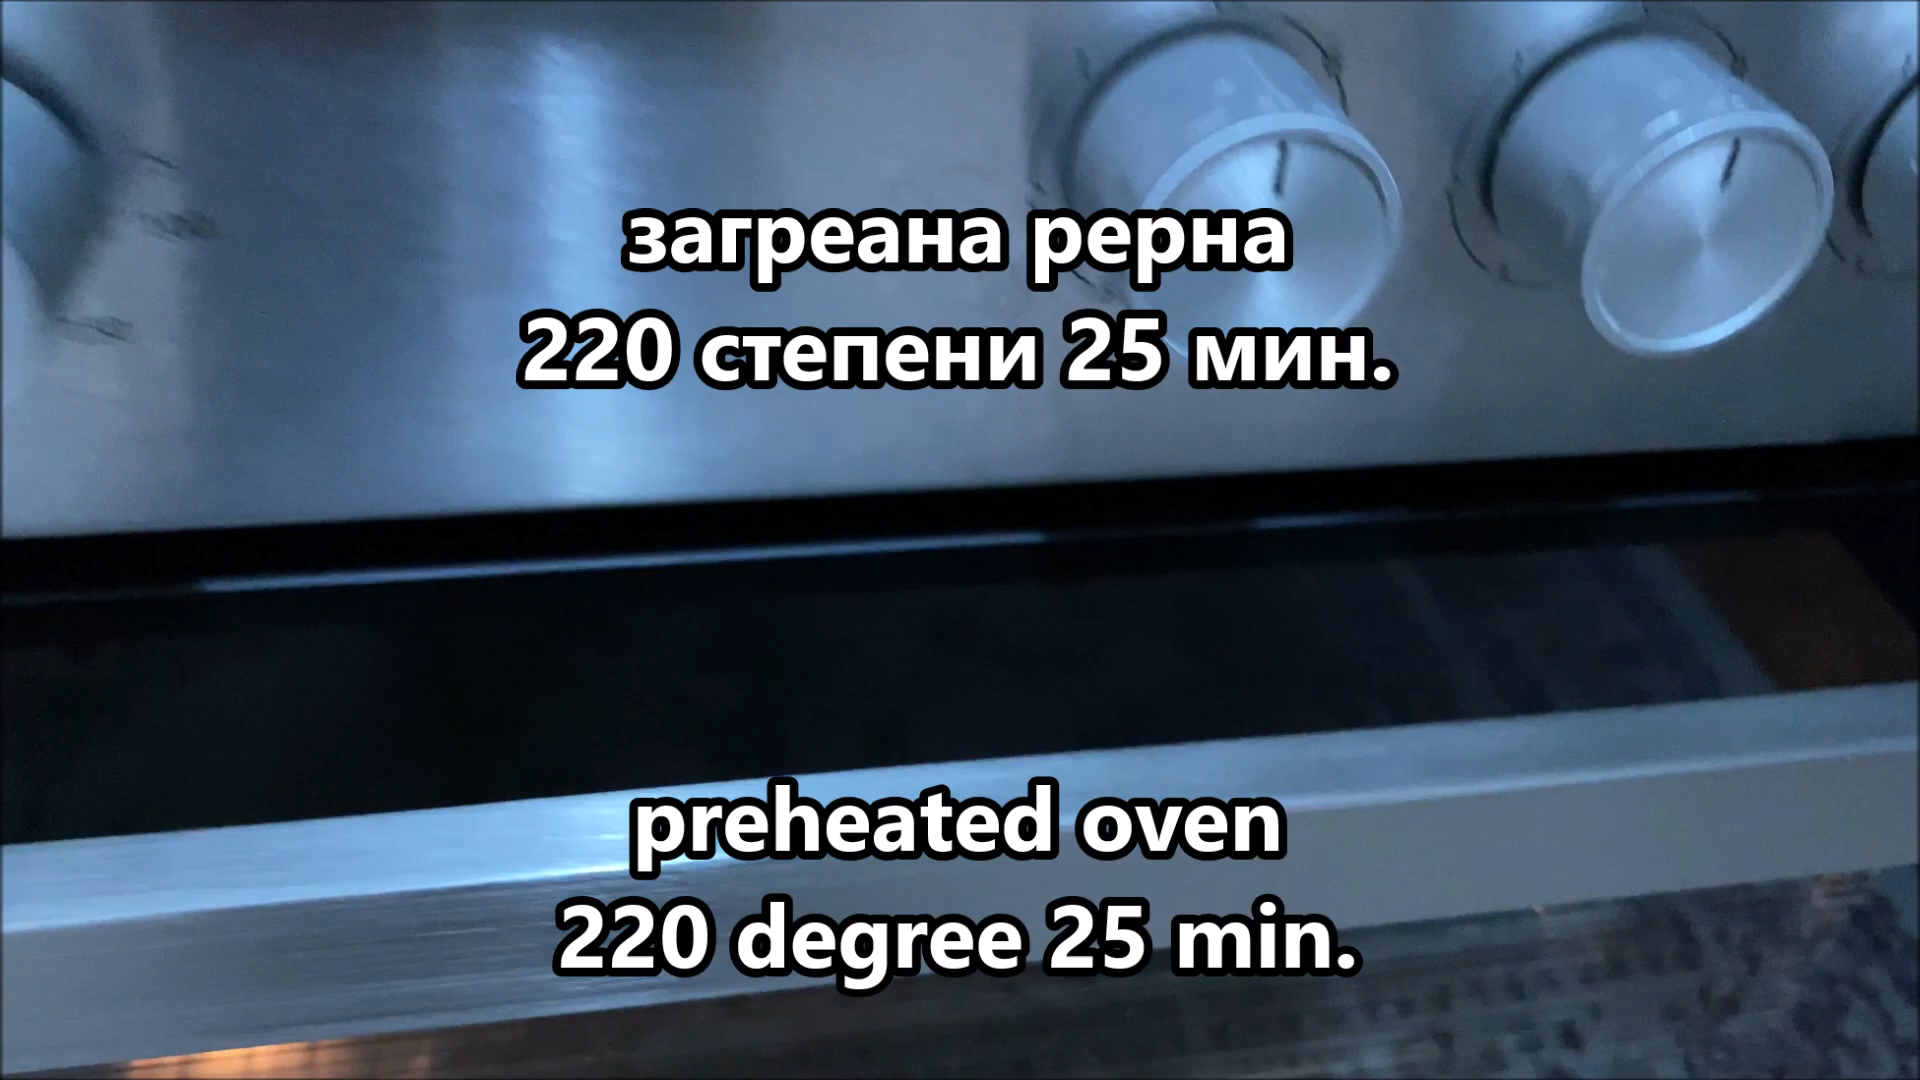 загреана рерна
220 степени 25 мин.
preheated oven
220 degree 25 min.